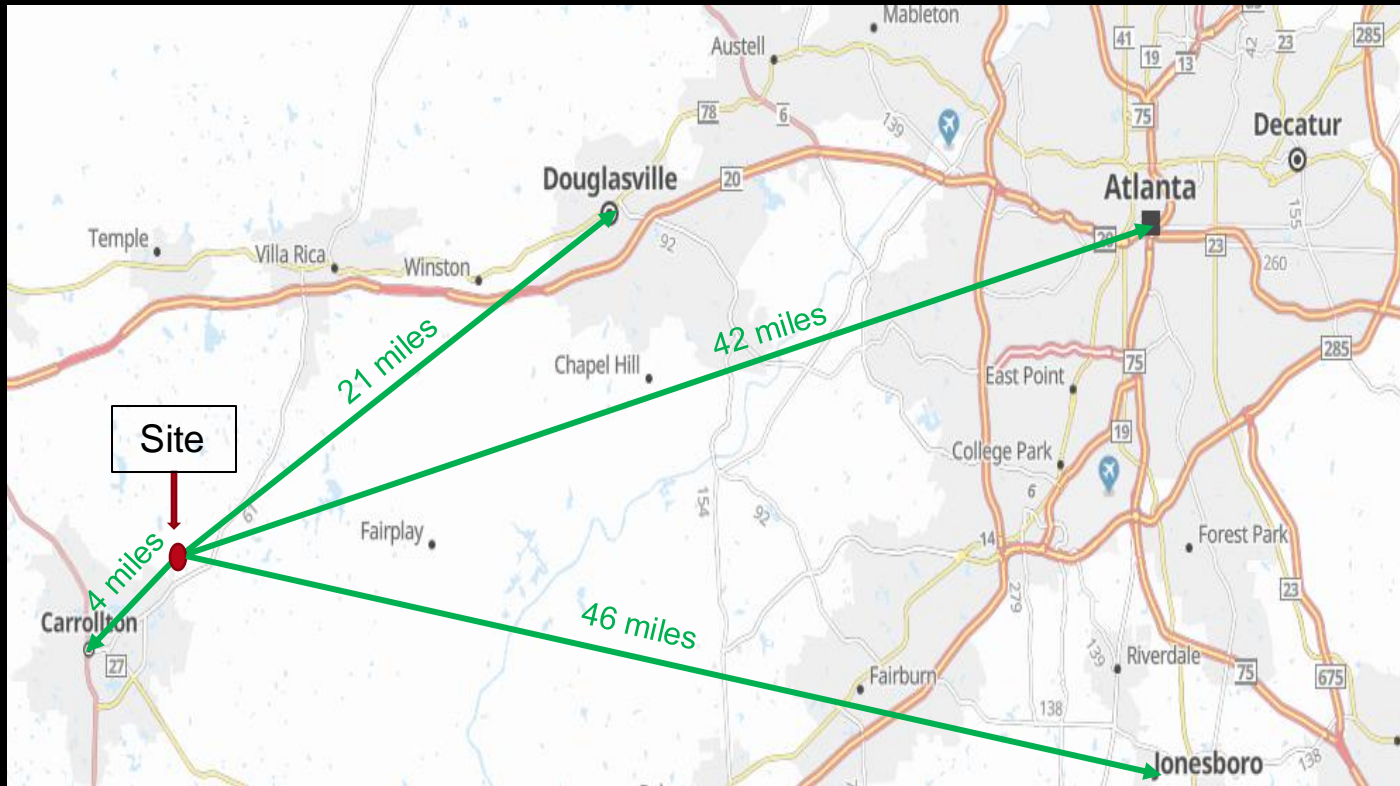 Mableton
Austell
41
19
42
23
285
13
78
6
139
75
Decatur
Douglasville
20
Atlanta
155
Temple
Villa Rica
Winston
92
20
23
260
21 miles
42 miles
Chapel Hill
East Point
75
285
Site
19
College Park
6
61
154
92
Fairplay
14
Forest Park
4 miles
279
23
Carrollton
46 miles
27
139
Riverdale
Fairburn
75
675
138
Jonesboro
138